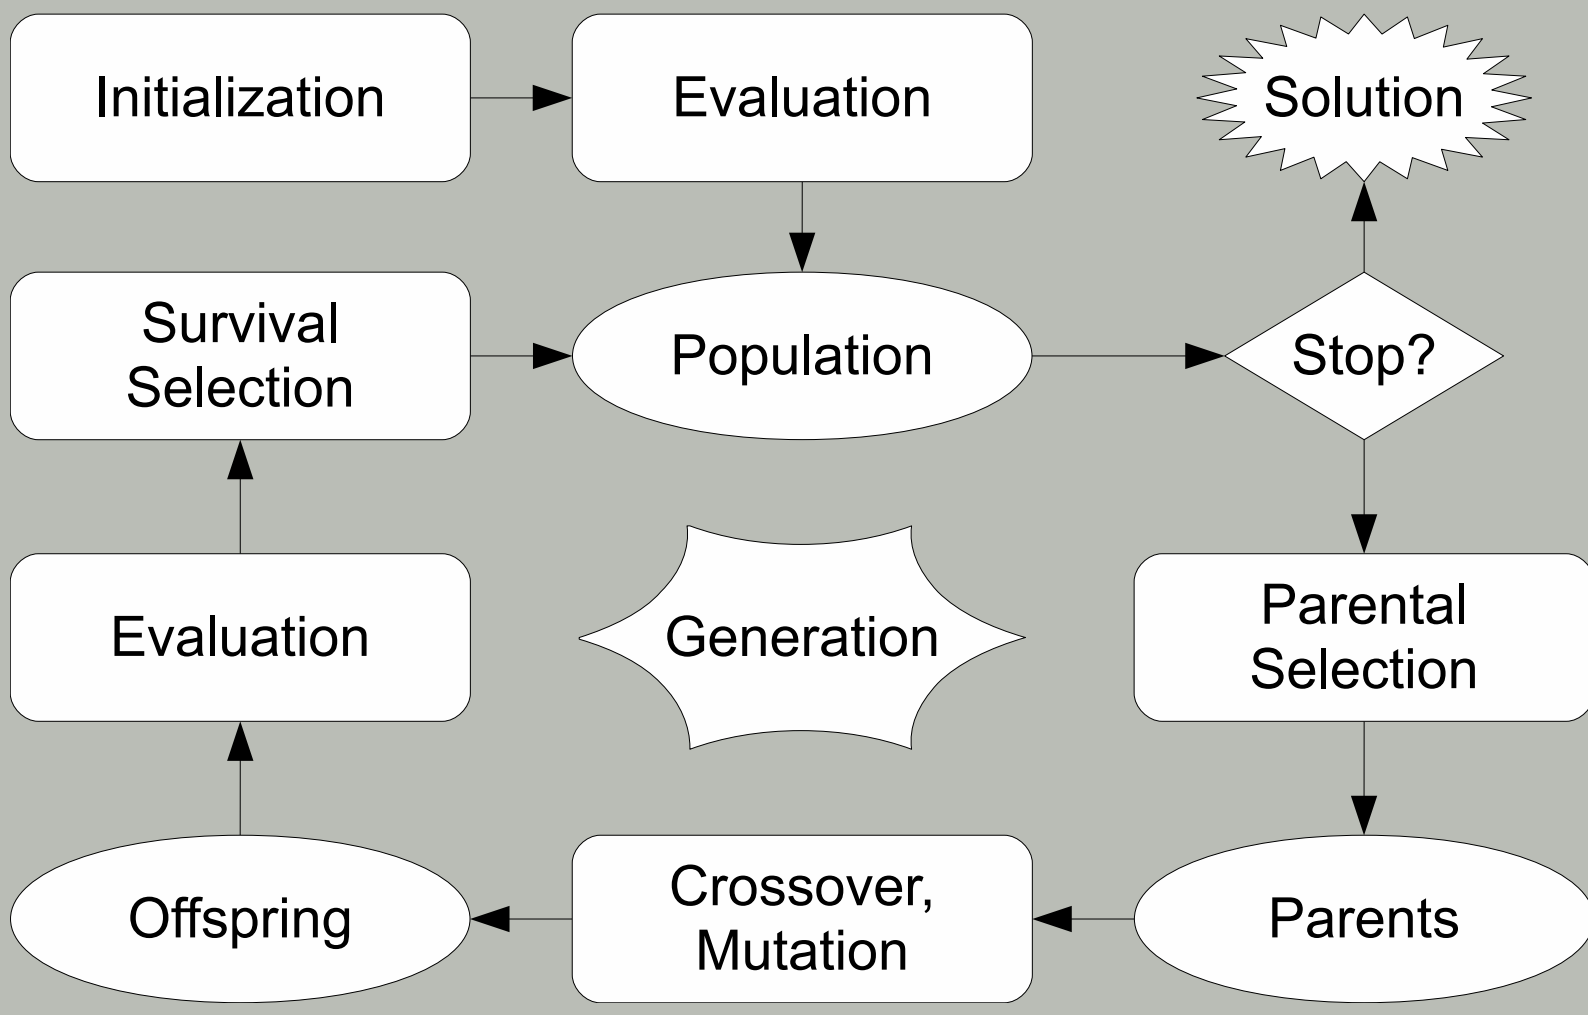 Initialization
Evaluation
Solution
Survival
Selection
Population
Stop?
Evaluation
Generation
Parental
Selection
Offspring
Crossover,
Mutation
Parents